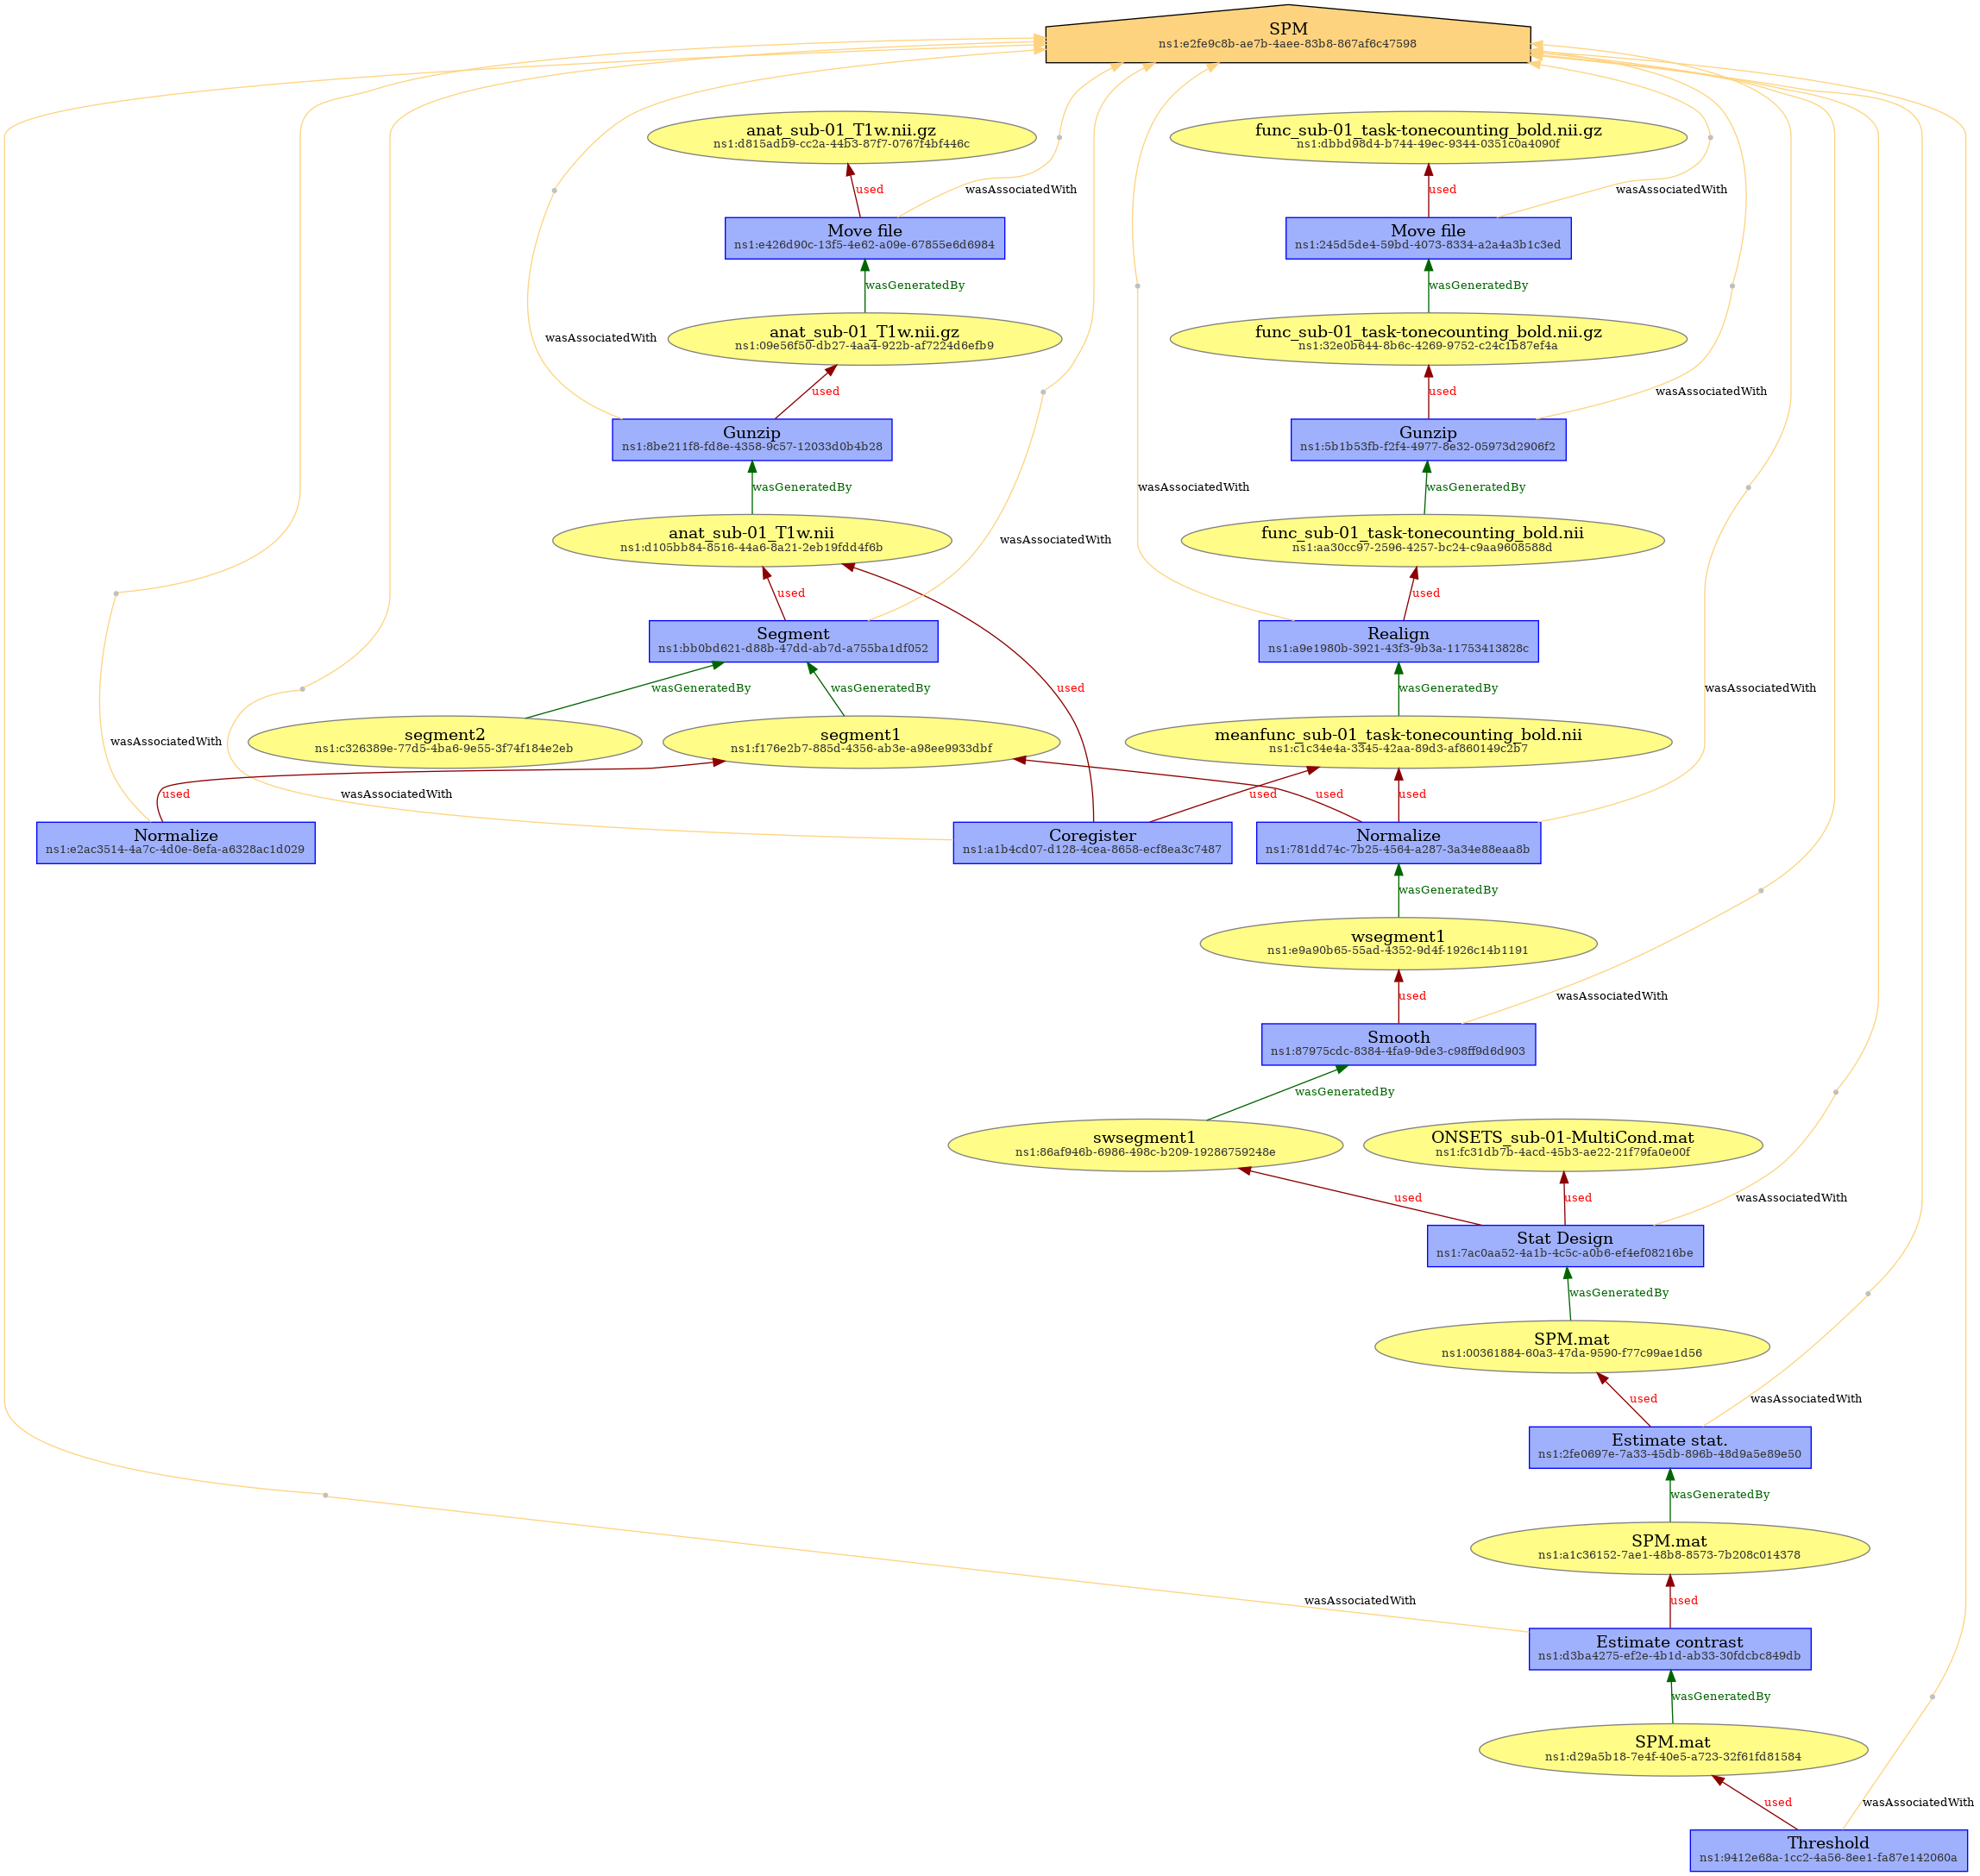 SPM
ns1:e2fe9c8b-ae7b-4aee-83b8-867af6c47598
anat_sub-01_T1w.nii.gz
ns1:d815adb9-cc2a-44b3-87f7-0767f4bf446c
func_sub-01_task-tonecounting_bold.nii.gz
ns1:dbbd98d4-b744-49ec-9344-0351c0a4090f
used
wasAssociatedWith
used
wasAssociatedWith
Move file
ns1:e426d90c-13f5-4e62-a09e-67855e6d6984
Move file
ns1:245d5de4-59bd-4073-8334-a2a4a3b1c3ed
wasGeneratedBy
wasGeneratedBy
wasAssociatedWith
anat_sub-01_T1w.nii.gz
ns1:09e56f50-db27-4aa4-922b-af7224d6efb9
func_sub-01_task-tonecounting_bold.nii.gz
ns1:32e0b644-8b6c-4269-9752-c24c1b87ef4a
used
used
wasAssociatedWith
Gunzip
ns1:8be211f8-fd8e-4358-9c57-12033d0b4b28
Gunzip
ns1:5b1b53fb-f2f4-4977-8e32-05973d2906f2
wasGeneratedBy
wasAssociatedWith
wasGeneratedBy
anat_sub-01_T1w.nii
ns1:d105bb84-8516-44a6-8a21-2eb19fdd4f6b
wasAssociatedWith
func_sub-01_task-tonecounting_bold.nii
ns1:aa30cc97-2596-4257-bc24-c9aa9608588d
used
used
Segment
ns1:bb0bd621-d88b-47dd-ab7d-a755ba1df052
Realign
ns1:a9e1980b-3921-43f3-9b3a-11753413828c
wasGeneratedBy
wasGeneratedBy
used
wasGeneratedBy
wasAssociatedWith
wasAssociatedWith
segment2
ns1:c326389e-77d5-4ba6-9e55-3f74f184e2eb
segment1
ns1:f176e2b7-885d-4356-ab3e-a98ee9933dbf
meanfunc_sub-01_task-tonecounting_bold.nii
ns1:c1c34e4a-3345-42aa-89d3-af860149c2b7
used
wasAssociatedWith
used
used
used
Normalize
ns1:e2ac3514-4a7c-4d0e-8efa-a6328ac1d029
Coregister
ns1:a1b4cd07-d128-4cea-8658-ecf8ea3c7487
Normalize
ns1:781dd74c-7b25-4564-a287-3a34e88eaa8b
wasGeneratedBy
wsegment1
ns1:e9a90b65-55ad-4352-9d4f-1926c14b1191
used
wasAssociatedWith
Smooth
ns1:87975cdc-8384-4fa9-9de3-c98ff9d6d903
wasGeneratedBy
swsegment1
ns1:86af946b-6986-498c-b209-19286759248e
ONSETS_sub-01-MultiCond.mat
ns1:fc31db7b-4acd-45b3-ae22-21f79fa0e00f
used
used
wasAssociatedWith
Stat Design
ns1:7ac0aa52-4a1b-4c5c-a0b6-ef4ef08216be
wasGeneratedBy
SPM.mat
ns1:00361884-60a3-47da-9590-f77c99ae1d56
used
wasAssociatedWith
Estimate stat.
ns1:2fe0697e-7a33-45db-896b-48d9a5e89e50
wasGeneratedBy
SPM.mat
ns1:a1c36152-7ae1-48b8-8573-7b208c014378
wasAssociatedWith
used
Estimate contrast
ns1:d3ba4275-ef2e-4b1d-ab33-30fdcbc849db
wasGeneratedBy
SPM.mat
ns1:d29a5b18-7e4f-40e5-a723-32f61fd81584
used
wasAssociatedWith
Threshold
ns1:9412e68a-1cc2-4a56-8ee1-fa87e142060a